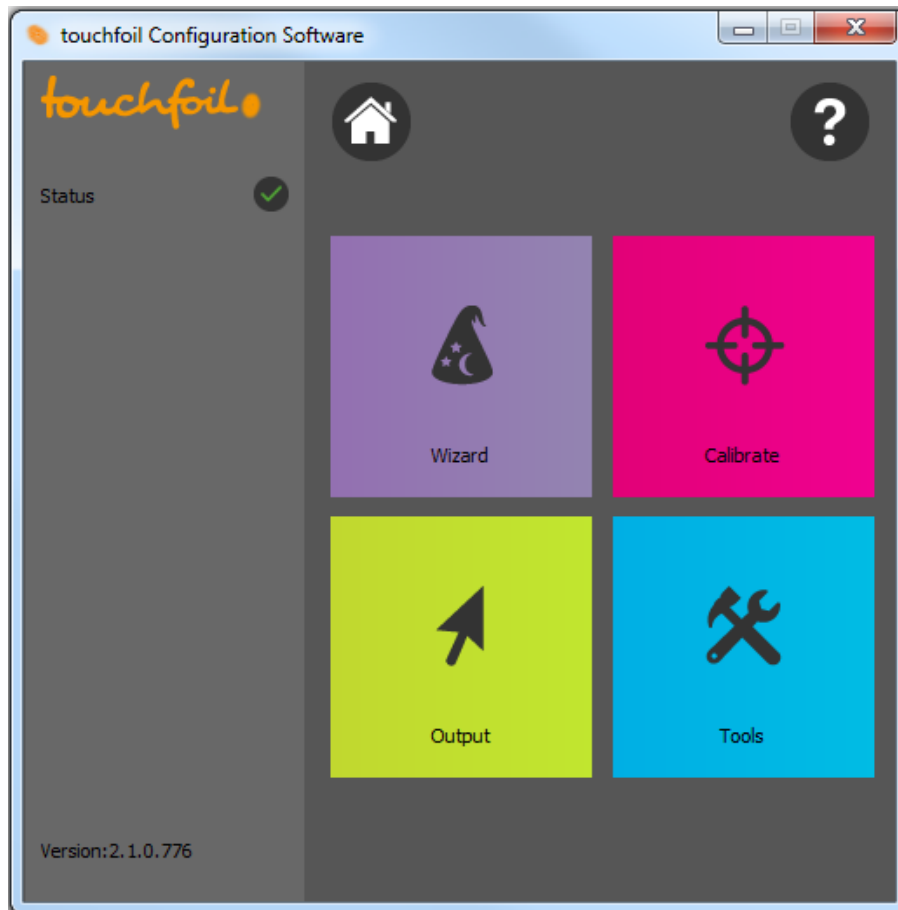 touchfoil Configuration Software
touchfoil
Status
?
Wizard
Calibrate
Output
Tools
Version:2.1.0.776